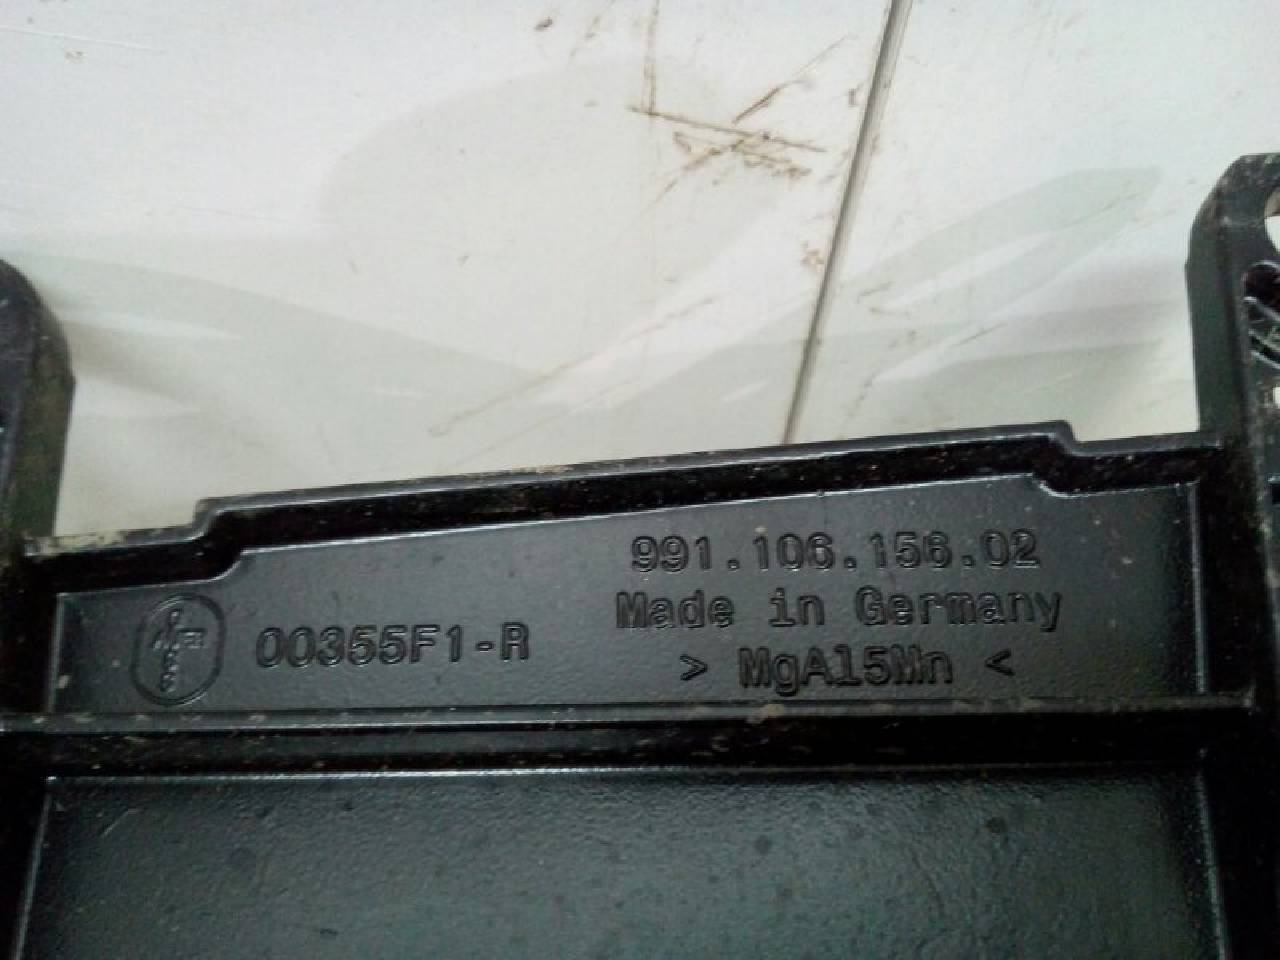 991.106.156.02
Made in Germany
00355F1-R
> MgAl5Mn <